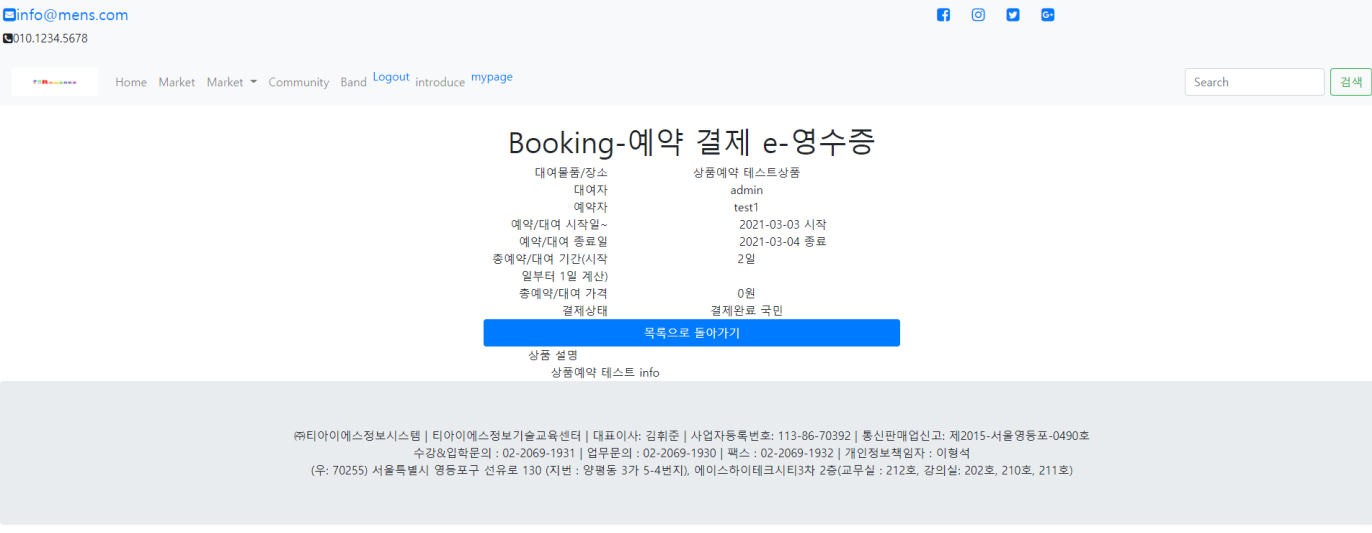 info@mens.com
010.1234.5678
Home Market Market Community Band Logout introduce mypage Search 검색
Booking-예약 결제 e-영수증
대여물품/장소 상품예약 테스트상품
대여자 admin
예약자 test1
예약/대여 시작일~ 2021-03-03 시작
예약/대여 종료일 2021-03-04 종료
총예약/대여 기간(시작 2일
일부터 1일 계산)
총예약/대여 가격 0원
결제상태 결제완료 국민
목록으로 돌아가기
상품 설명
상품예약 테스트 info
㈜티아이에스정보시스템 | 티아이에스정보기술교육센터 | 대표이사: 김휘준 | 사업자등록번호: 113-86-70392 | 통신판매업신고: 제2015-서울영등포-0490호
수강&입학문의 : 02-2069-1931 | 업무문의 : 02-2069-1930 | 팩스 : 02-2069-1932 | 개인정보책임자 : 이형석
(우: 70255) 서울특별시 영등포구 선유로 130 (지번 : 양평동 3가 5-4번지), 에이스하이테크시티3차 2층(교무실 : 212호, 강의실: 202호, 210호, 211호)